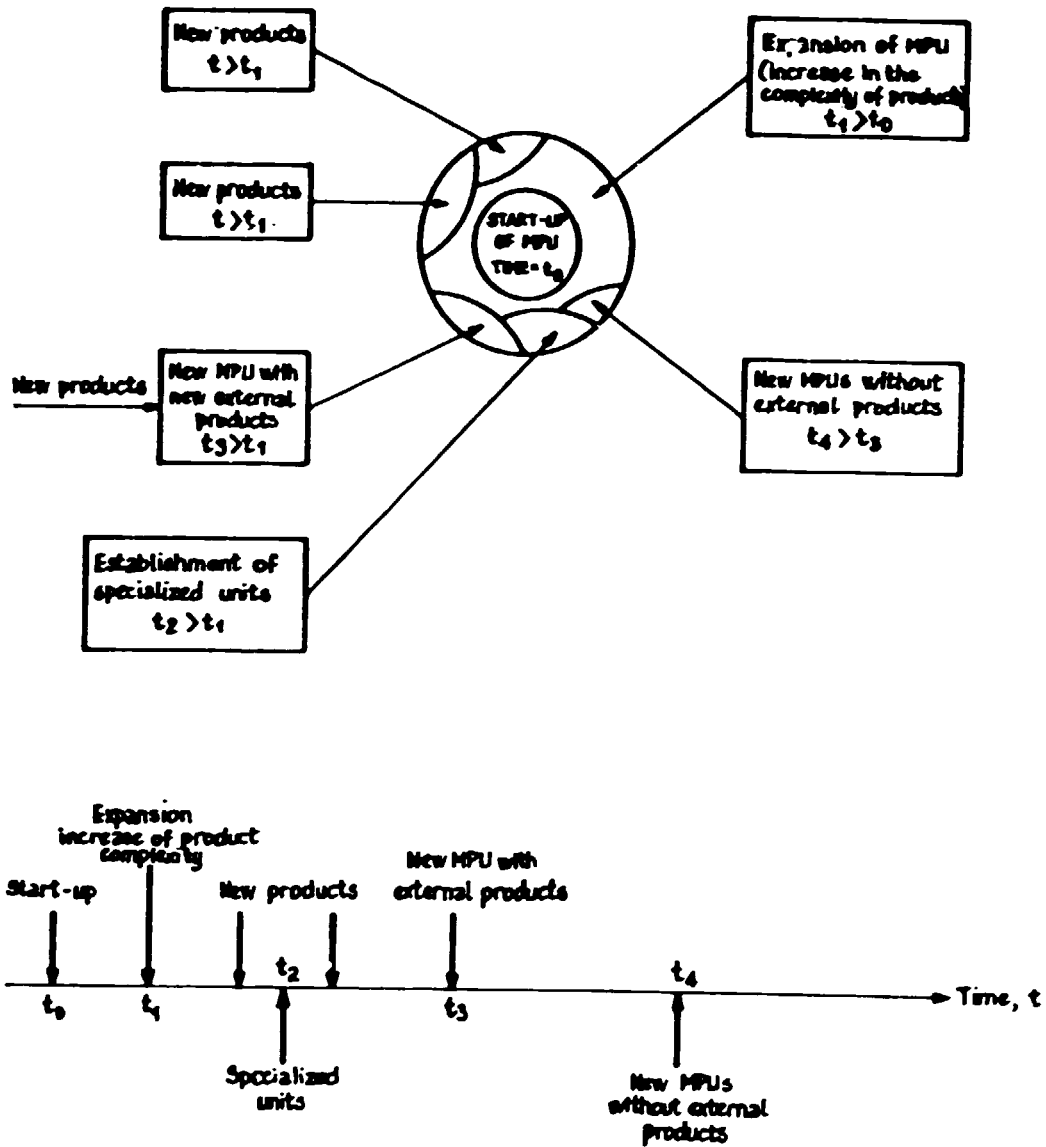 New products
t > t₁
Expansion of MPU
(Increase in the
complexity of product)
t₁ > t₀
New products
t > t₁.
START-UP
OF MPU
TIME = t₀
New products
New MPU with
new external
products
t₃ > t₁
New MPUs without
external products
t₄ > t₃
Establishment of
specialized units
t₂ > t₁
Expansion
increase of product
complexity
Start-up
New products
New MPU with
external products
t₀
t₁
t₂
t₃
t₄
Time, t
Specialized
units
New MPUs
without external
products